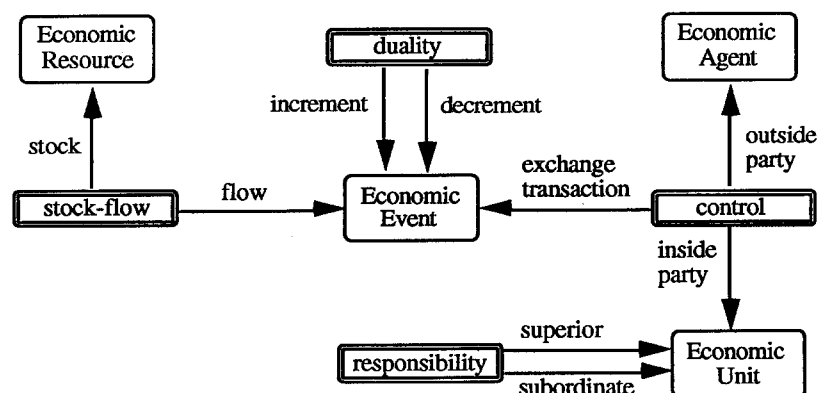 Economic
Resource
duality
Economic
Agent
increment
decrement
stock
outside
party
exchange
transaction
stock-flow
flow
Economic
Event
control
inside
party
superior
responsibility
subordinate
Economic
Unit